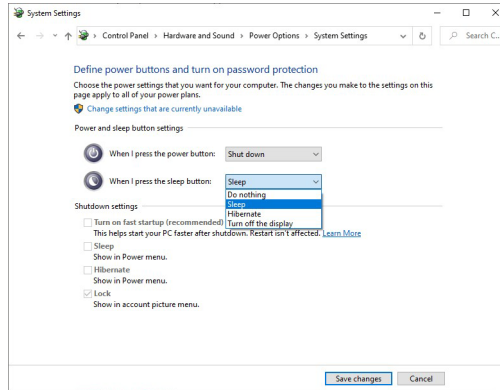 System Settings
Control Panel > Hardware and Sound > Power Options > System Settings
Search C...
Define power buttons and turn on password protection
Choose the power settings that you want for your computer. The changes you make to the settings on this
page apply to all of your power plans.
Change settings that are currently unavailable
Power and sleep button settings
When I press the power button: Shut down
When I press the sleep button: Sleep
Do nothing
Sleep
Hibernate
Turn off the display
Shutdown settings
Turn on fast startup (recommended)
This helps start your PC faster after shutdown. Restart isn't affected. Learn More
Sleep
Show in Power menu.
Hibernate
Show in Power menu.
Lock
Show in account picture menu.
Save changes Cancel